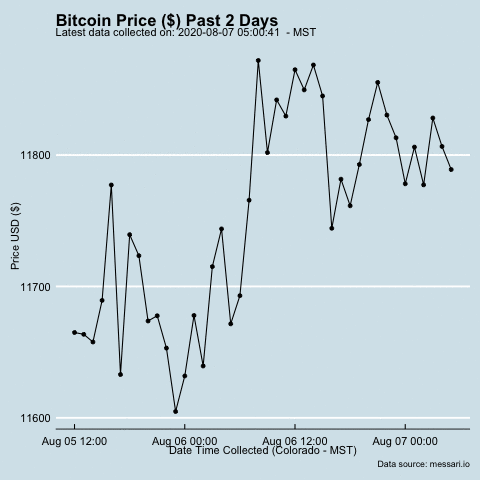 Bitcoin Price ($) Past 2 Days
Latest data collected on: 2020-08-07 05:00:41 - MST
11800
11700
11600
Price USD ($)
Aug 05 12:00 Aug 06 00:00 Aug 06 12:00 Aug 07 00:00
Date Time Collected (Colorado - MST)
Data source: messari.io